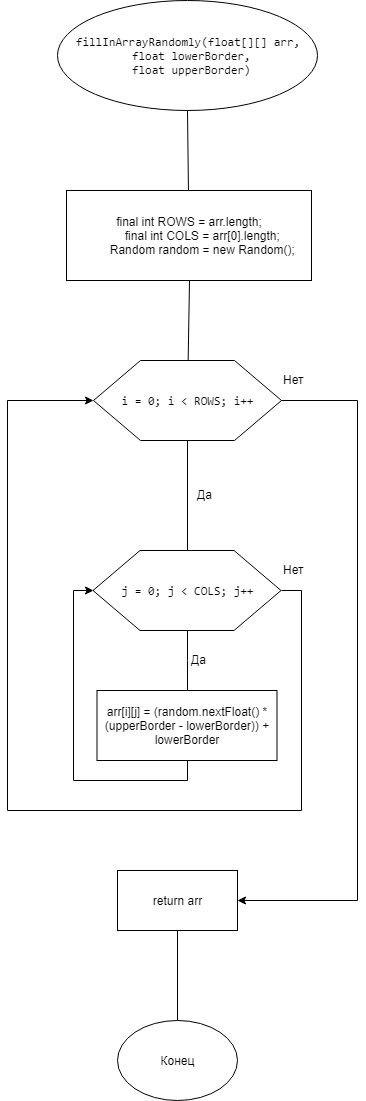 fillInArrayRandomly(float[][] arr,
float lowerBorder,
float upperBorder)
final int ROWS = arr.length;
final int COLS = arr[0].length;
Random random = new Random();
Нет
i = 0; i < ROWS; i++
Да
Нет
j = 0; j < COLS; j++
Да
arr[i][j] = (random.nextFloat() *
(upperBorder - lowerBorder)) +
lowerBorder
return arr
Конец